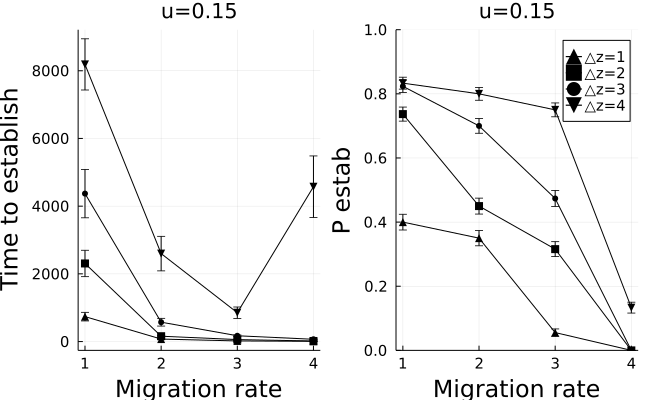 u=0.15
Time to establish
8000
6000
4000
2000
0
1 2 3 4
Migration rate
u=0.15
P estab
1.0
0.8
0.6
0.4
0.2
0.0
△z=1
△z=2
△z=3
△z=4
1 2 3 4
Migration rate